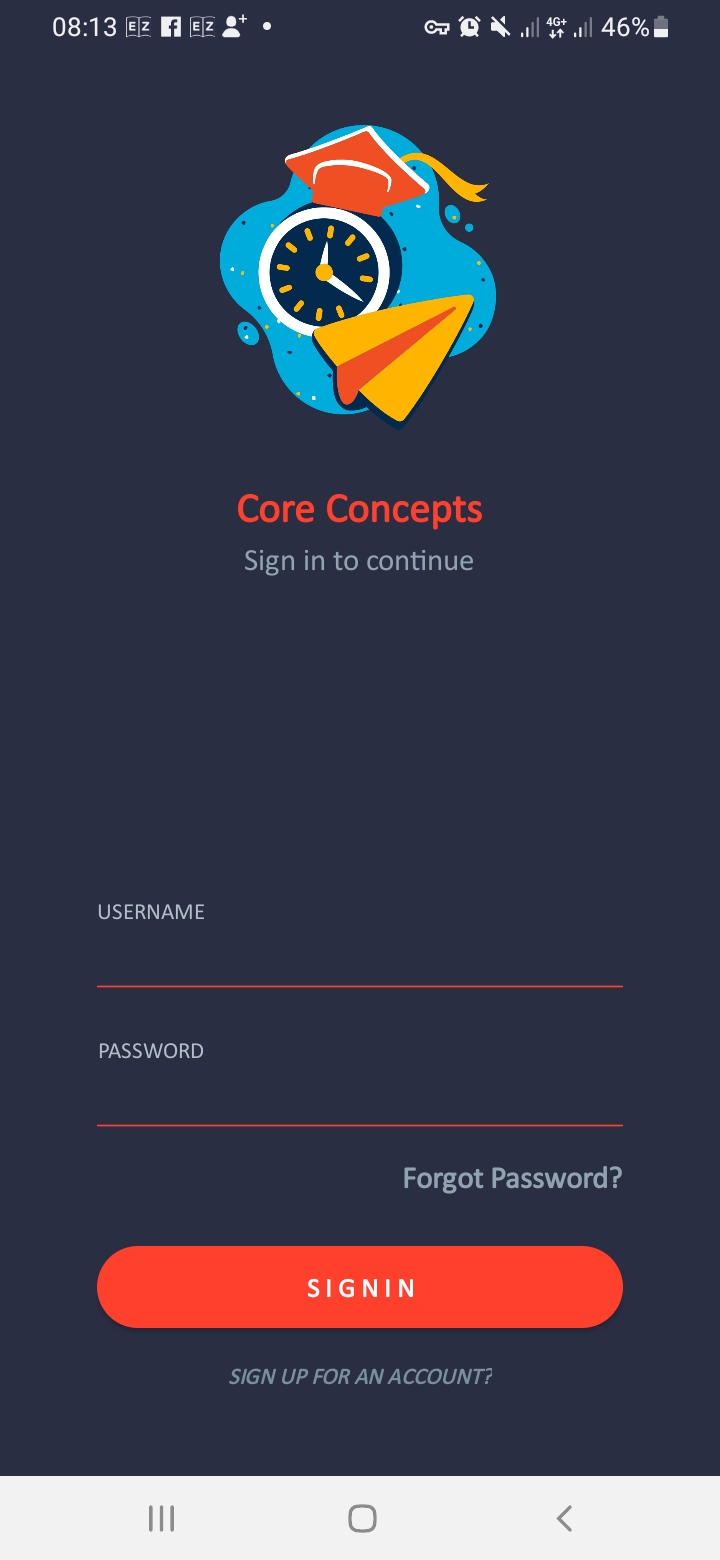 08:13 EZ EZ 4G+ 46%
Core Concepts
Sign in to continue
USERNAME
PASSWORD
Forgot Password?
SIGNIN
SIGN UP FOR AN ACCOUNT?